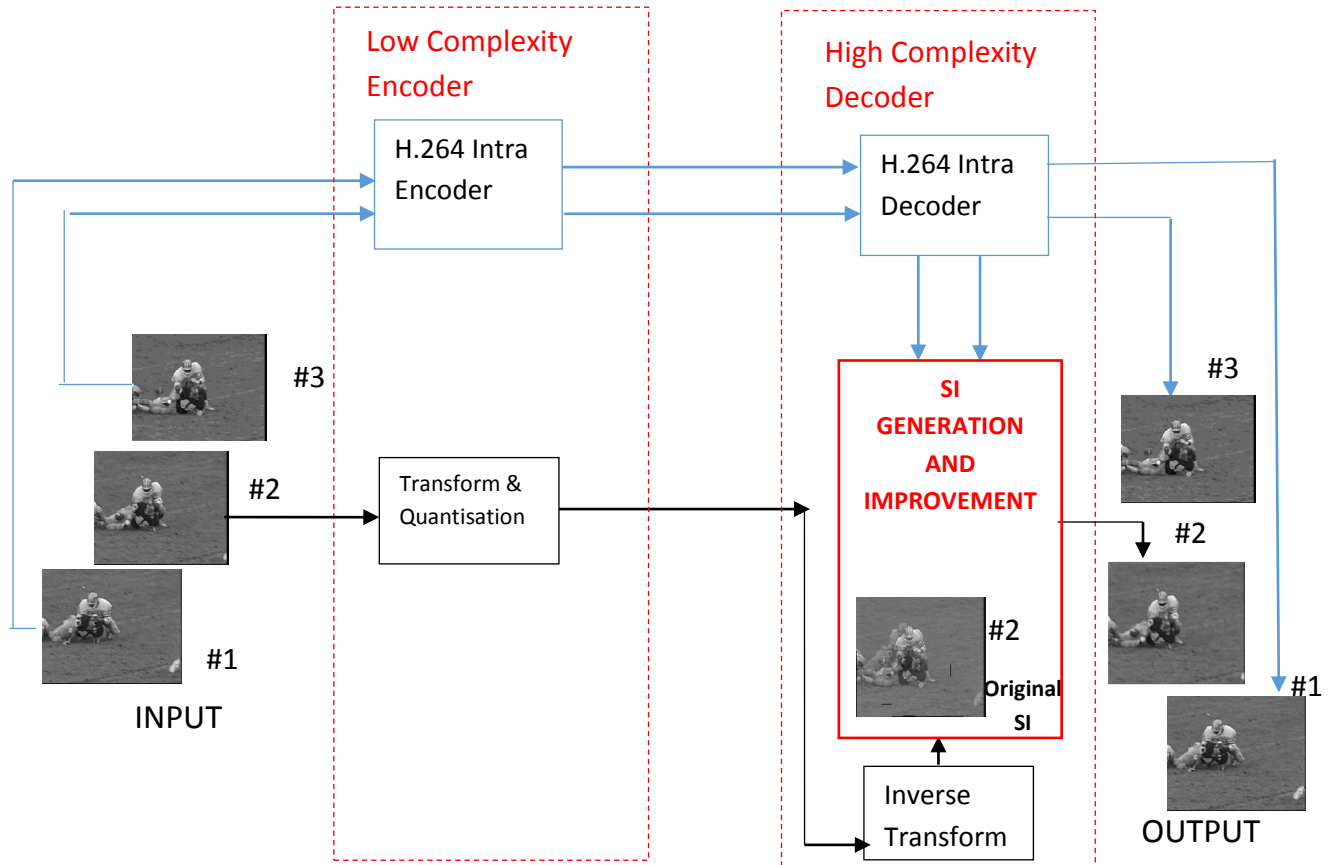 Low Complexity
Encoder
High Complexity
Decoder
H.264 Intra
Encoder
H.264 Intra
Decoder
#3
#2
#1
INPUT
Transform &
Quantisation
SI
GENERATION
AND
IMPROVEMENT
#2
Original
SI
Inverse
Transform
#3
#2
#1
OUTPUT